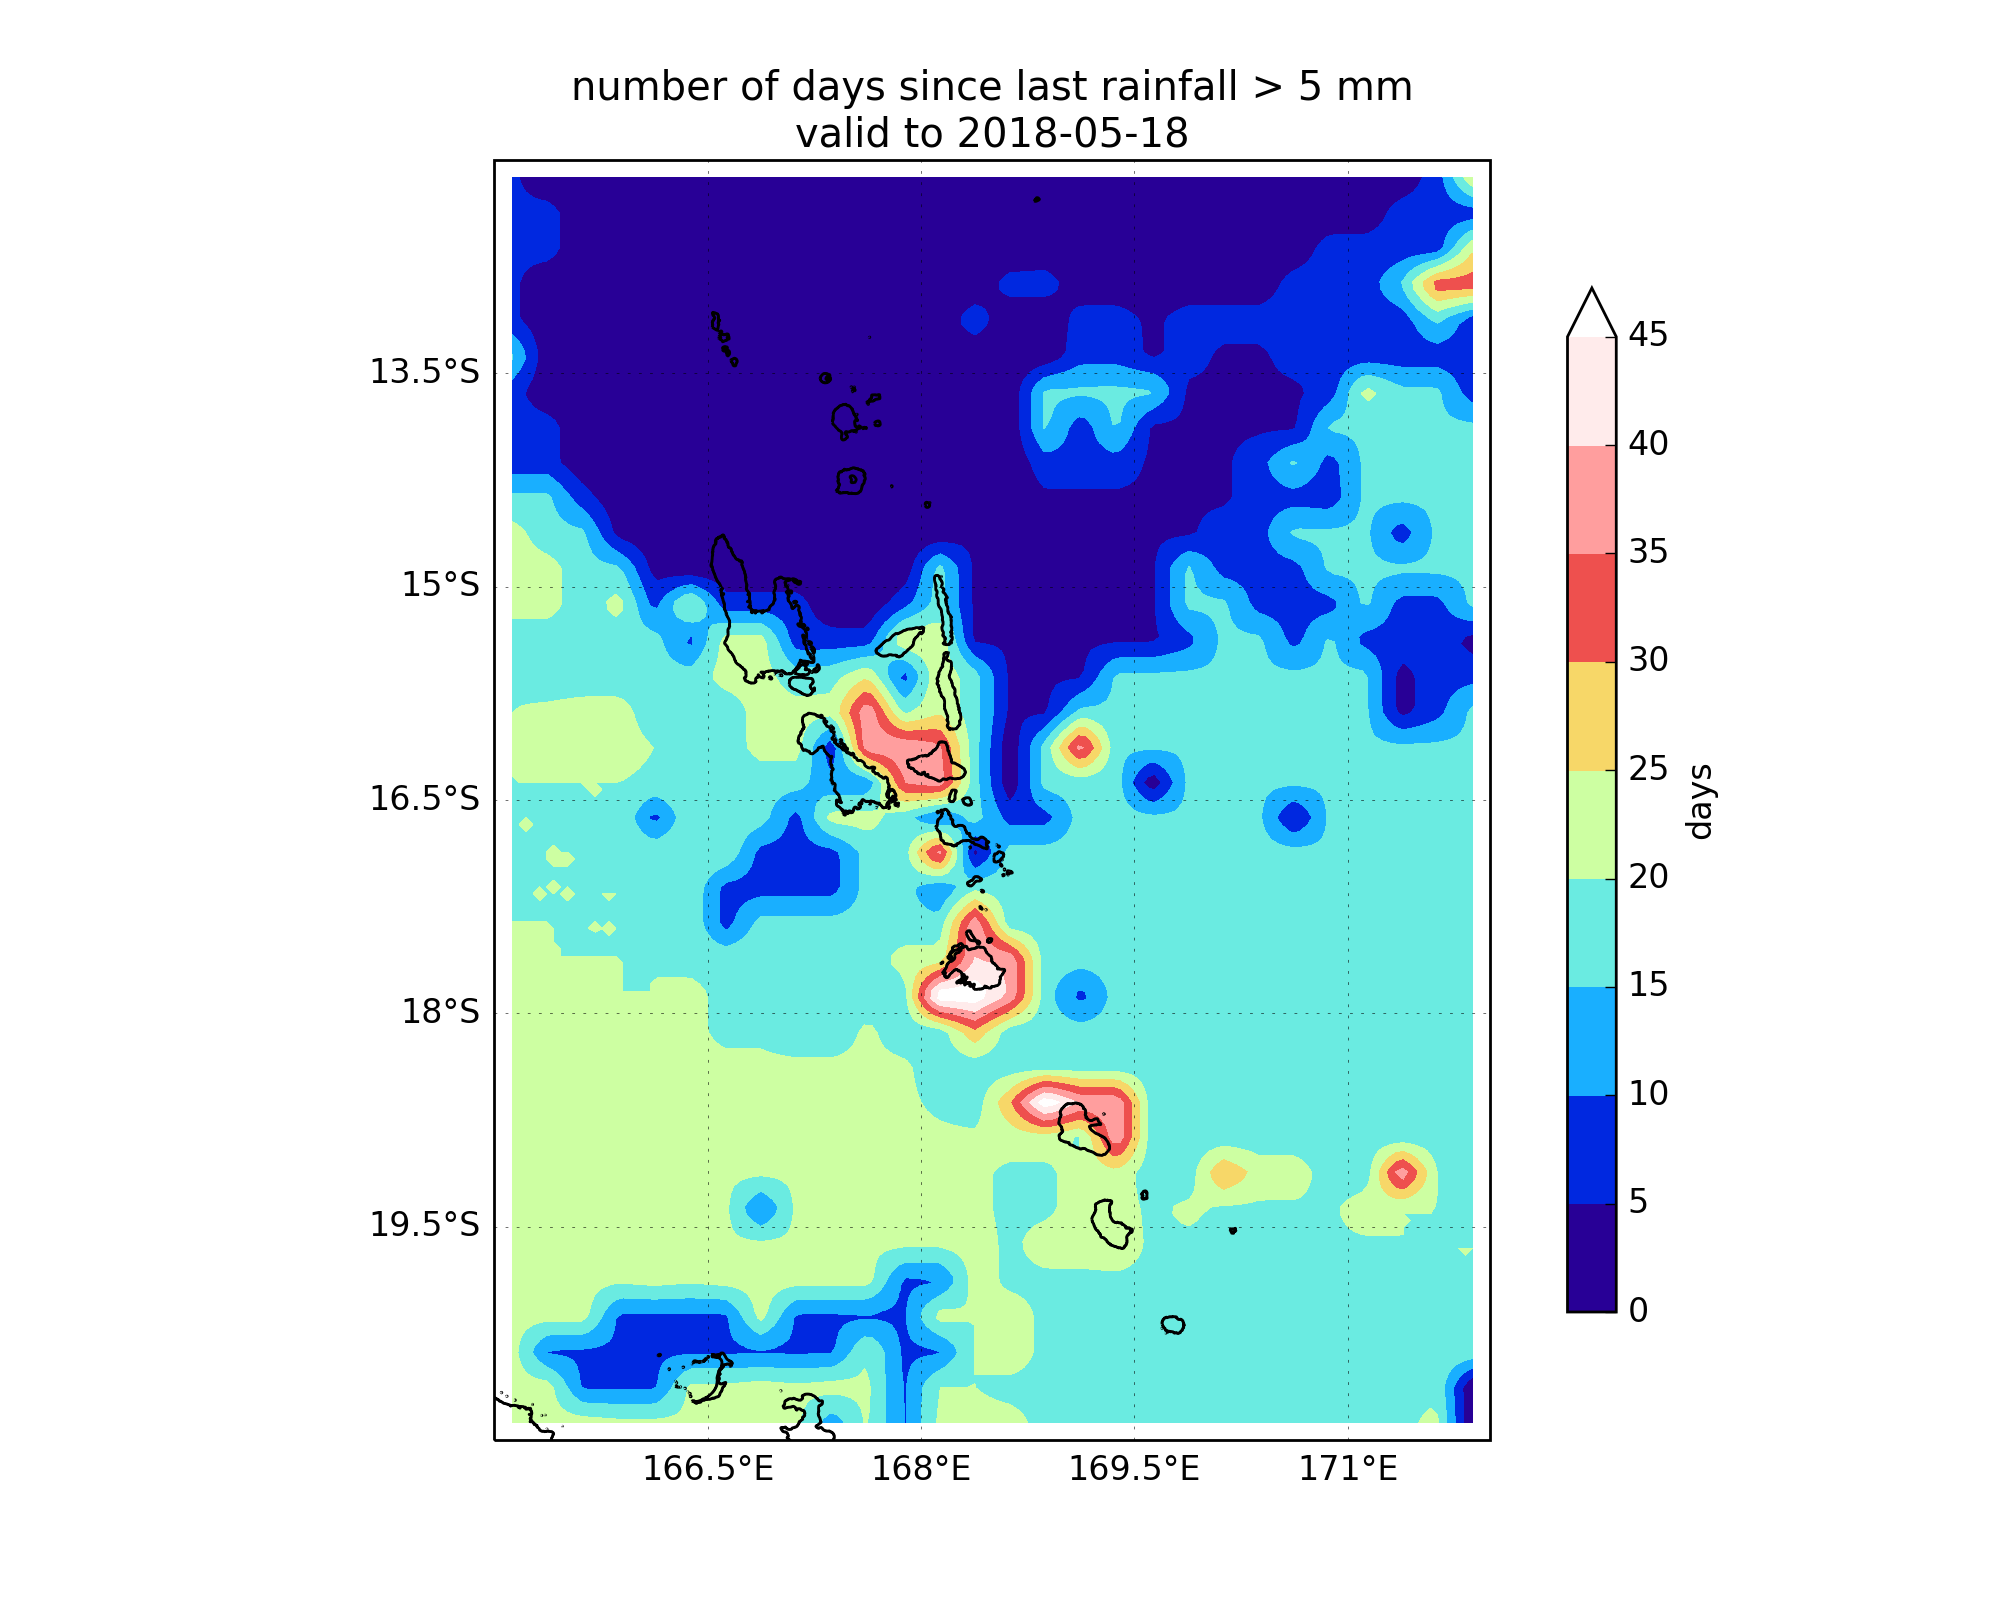 number of days since last rainfall > 5 mm
valid to 2018-05-18
13.5°S
15°S
16.5°S
18°S
19.5°S
166.5°E 168°E 169.5°E 171°E
45
40
35
30
25
20
15
10
5
0
days